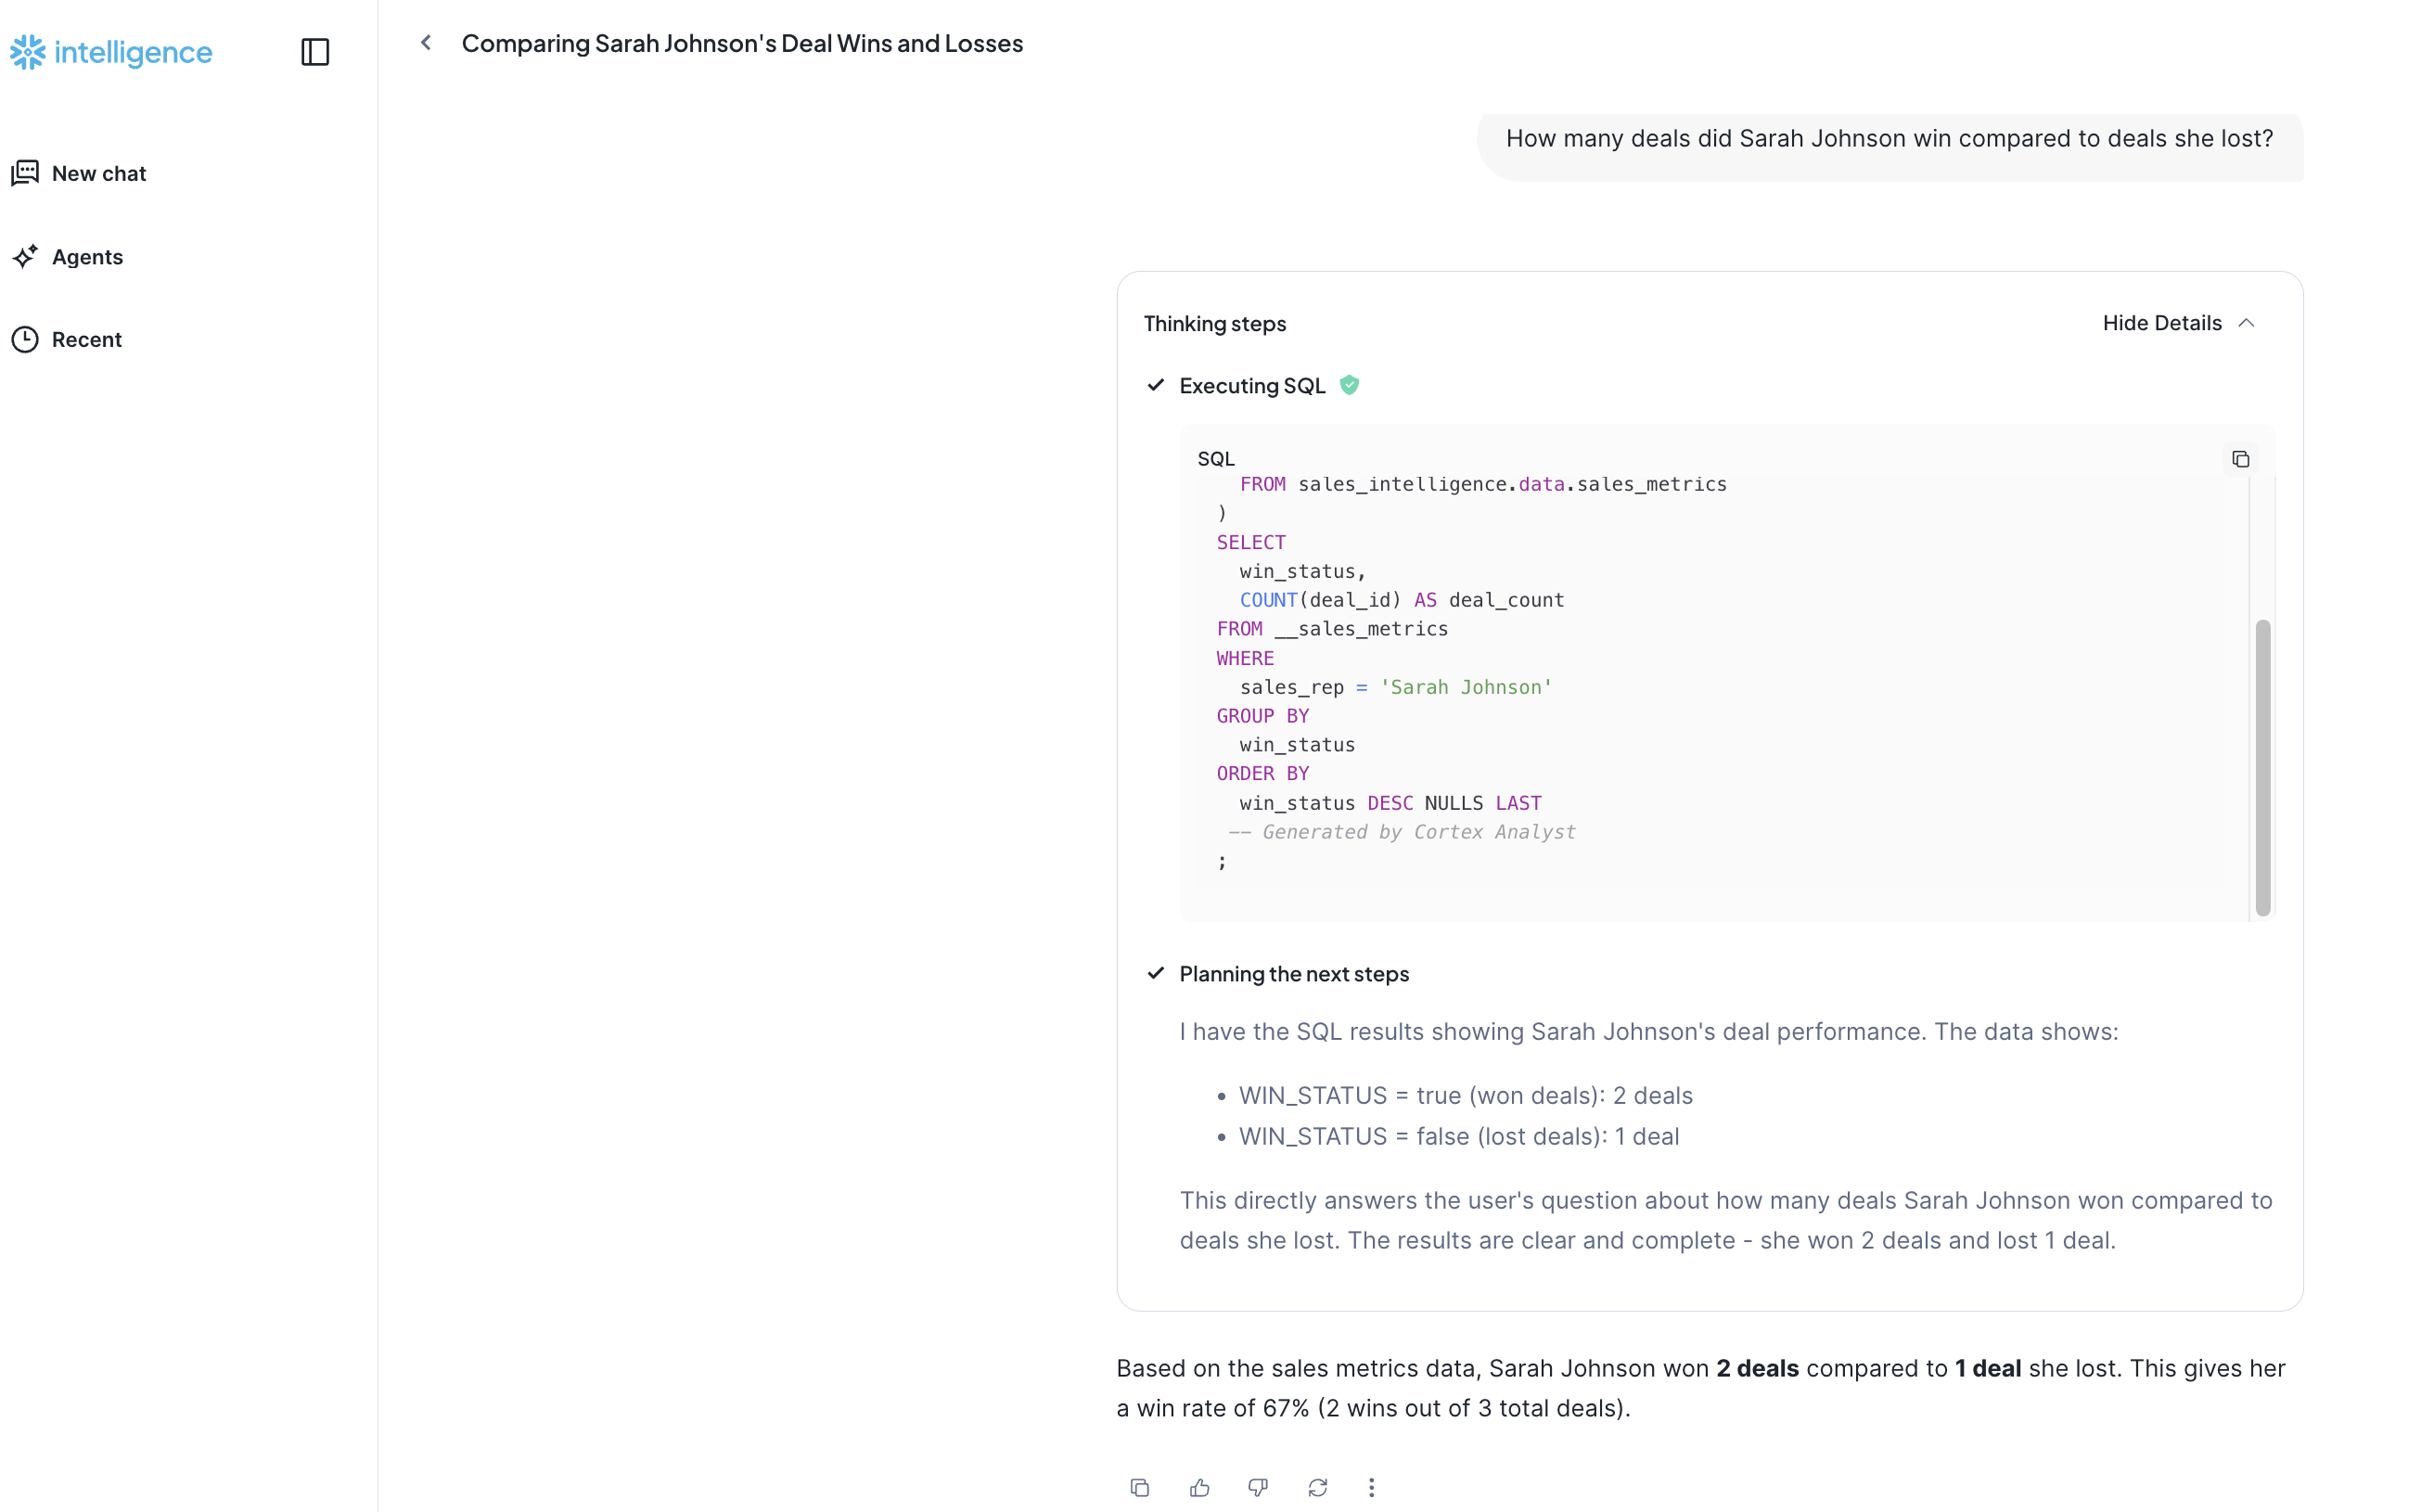 intelligence
New chat
Agents
Recent
Comparing Sarah Johnson's Deal Wins and Losses
How many deals did Sarah Johnson win compared to deals she lost?
Thinking steps
Hide Details
Executing SQL
SQL
FROM sales_intelligence.data.sales_metrics
)
SELECT
win_status,
COUNT(deal_id) AS deal_count
FROM __sales_metrics
WHERE
sales_rep = 'Sarah Johnson'
GROUP BY
win_status
ORDER BY
win_status DESC NULLS LAST
-- Generated by Cortex Analyst
;
Planning the next steps
I have the SQL results showing Sarah Johnson's deal performance. The data shows:
• WIN_STATUS = true (won deals): 2 deals
• WIN_STATUS = false (lost deals): 1 deal
This directly answers the user's question about how many deals Sarah Johnson won compared to
deals she lost. The results are clear and complete - she won 2 deals and lost 1 deal.
Based on the sales metrics data, Sarah Johnson won 2 deals compared to 1 deal she lost. This gives her
a win rate of 67% (2 wins out of 3 total deals).